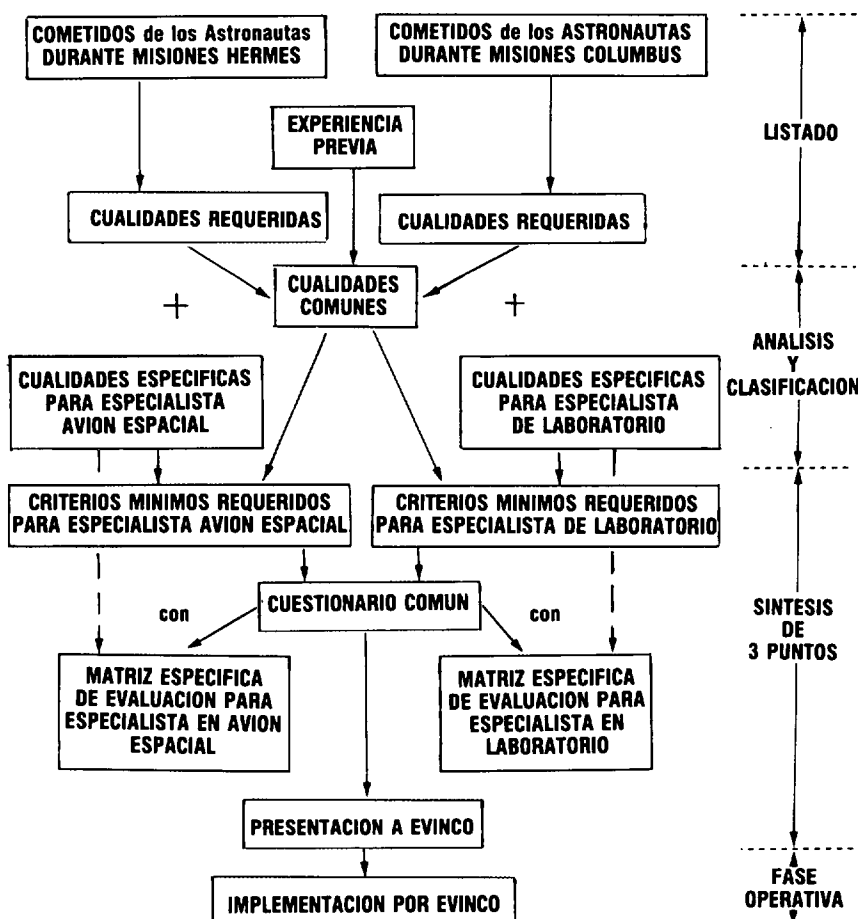 COMETIDOS de los Astronautas
DURANTE MISIONES HERMES
COMETIDOS de los ASTRONAUTAS
DURANTE MISIONES COLUMBUS
EXPERIENCIA
PREVIA
LISTADO
CUALIDADES REQUERIDAS
CUALIDADES REQUERIDAS
+
CUALIDADES
COMUNES
+
ANALISIS
Y
CLASIFICACION
CUALIDADES ESPECIFICAS
PARA ESPECIALISTA
AVION ESPACIAL
CUALIDADES ESPECIFICAS
PARA ESPECIALISTA
DE LABORATORIO
CRITERIOS MINIMOS REQUERIDOS
PARA ESPECIALISTA AVION ESPACIAL
CRITERIOS MINIMOS REQUERIDOS
PARA ESPECIALISTA DE LABORATORIO
con
CUESTIONARIO COMUN
con
SINTESIS
DE
3 PUNTOS
MATRIZ ESPECIFICA
DE EVALUACION PARA
ESPECIALISTA EN AVION
ESPACIAL
MATRIZ ESPECIFICA
DE EVALUACION PARA
ESPECIALISTA EN
LABORATORIO
PRESENTACION A EVINCO
IMPLEMENTACION POR EVINCO
FASE
OPERATIVA